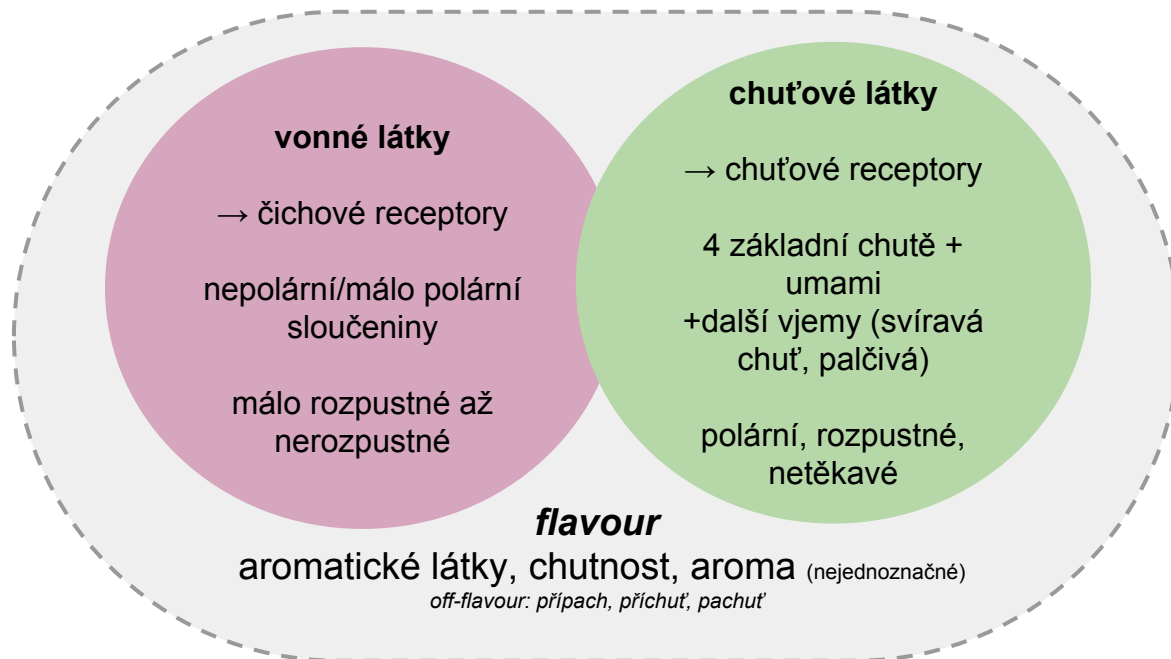 vonné látky
→ čichové receptory
nepolární/málo polární
sloučeniny
málo rozpustné až
nerozpustné
chuťové látky
→ chuťové receptory
4 základní chutě +
umami
+další vjemy (svíravá
chuť, palčivá)
polární, rozpustné,
netěkavé
flavour
aromatické látky, chutnost, aroma (nejednoznačné)
off-flavour: přípach, příchuť, pachuť